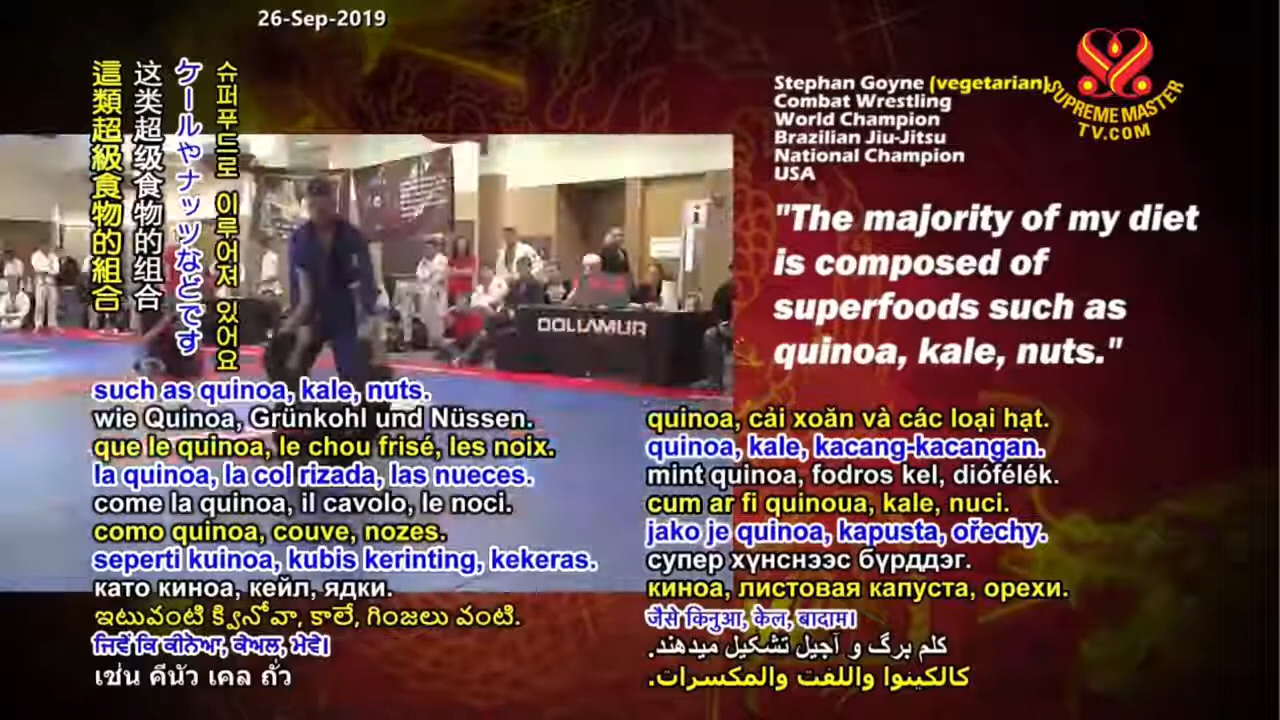 26-Sep-2019
這類超級食物的組合
这类超级食物的组合
ケールやナッツなどです
슈퍼푸드로 이루어져 있어요
Stephan Goyne (vegetarian)
Combat Wrestling
World Champion
Brazilian Jiu-Jitsu
National Champion
USA
SUPREME MASTER
TV.COM
"The majority of my diet
is composed of
superfoods such as
quinoa, kale, nuts."
DOLLAMUR
such as quinoa, kale, nuts.
wie Quinoa, Grünkohl und Nüssen.
que le quinoa, le chou frisé, les noix.
la quinoa, la col rizada, las nueces.
come la quinoa, il cavolo, le noci.
como quinoa, couve, nozes.
seperti kuinoa, kubis kerinting, kekeras.
като киноа, кейл, ядки.
ఇటువంటి క్వినోవా, కాలే, గింజలు వంటి.
ਜਿਵੇਂ ਕਿ ਕੀਨੋਆ, ਕੇਅਲ, ਮੇਵੇ।
เช่น คีนัว เคล ถั่ว
quinoa, cải xoăn và các loại hạt.
quinoa, kale, kacang-kacangan.
mint quinoa, fodros kel, diófélék.
cum ar fi quinoua, kale, nuci.
jako je quinoa, kapusta, ořechy.
супер хүнснээс бүрддэг.
киноа, листовая капуста, орехи.
जैसे किनुआ, केल, बादाम।
کلم برگ و آجیل تشکیل میدهند.
كالكينوا واللفت والمكسرات.